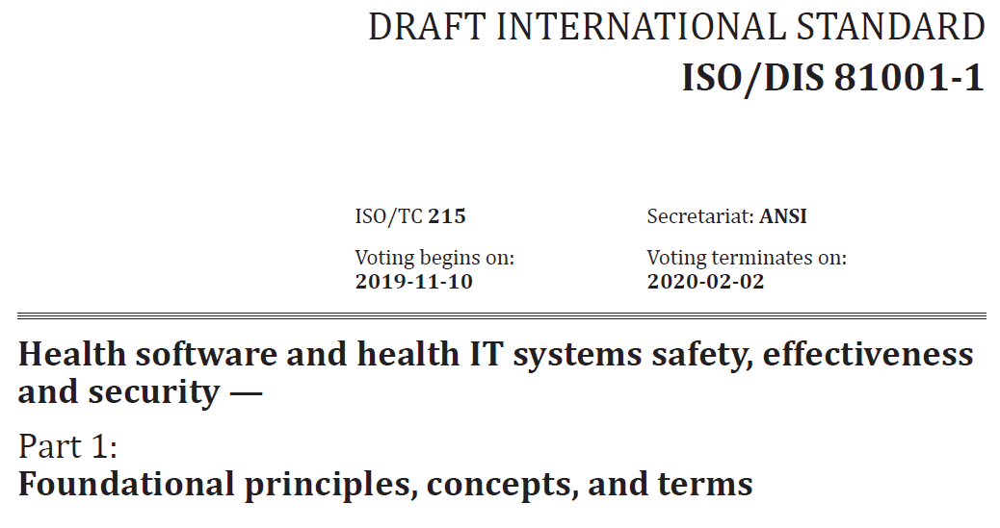 DRAFT INTERNATIONAL STANDARD
ISO/DIS 81001-1
ISO/TC 215
Secretariat: ANSI
Voting begins on:
2019-11-10
Voting terminates on:
2020-02-02
Health software and health IT systems safety, effectiveness
and security —
Part 1:
Foundational principles, concepts, and terms